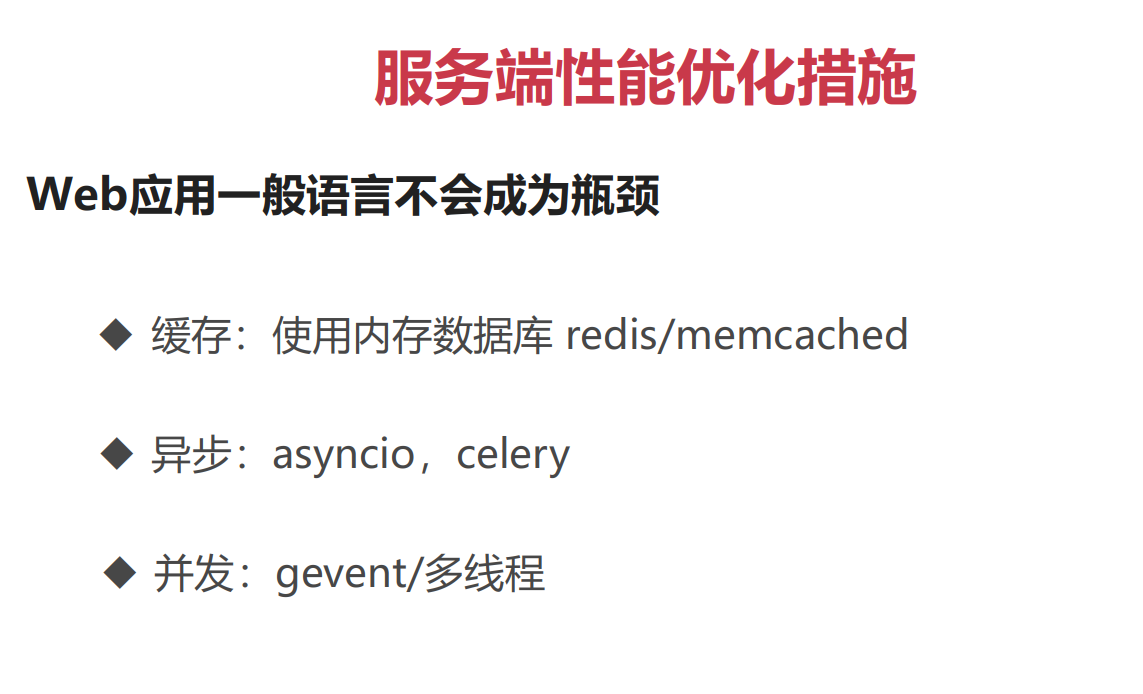 服务端性能优化措施
Web应用一般语言不会成为瓶颈
◆ 缓存：使用内存数据库 redis/memcached
◆ 异步：asyncio，celery
◆ 并发：gevent/多线程